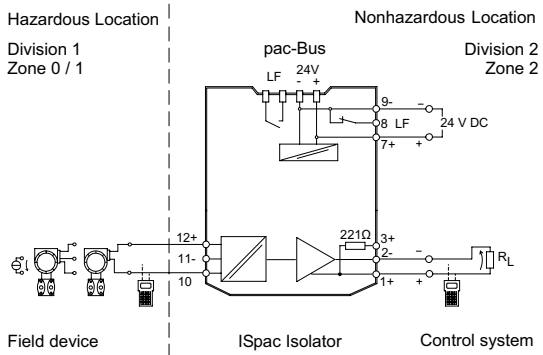 Hazardous Location
Nonhazardous Location
Division 1
Zone 0 / 1
pac-Bus
Division 2
Zone 2
LF
24V
- +
9-
−
8 LF
24 V DC
7+
+
12+
11-
10
221Ω
3+
2-
−
1+
+
RL
Field device
ISpac Isolator
Control system